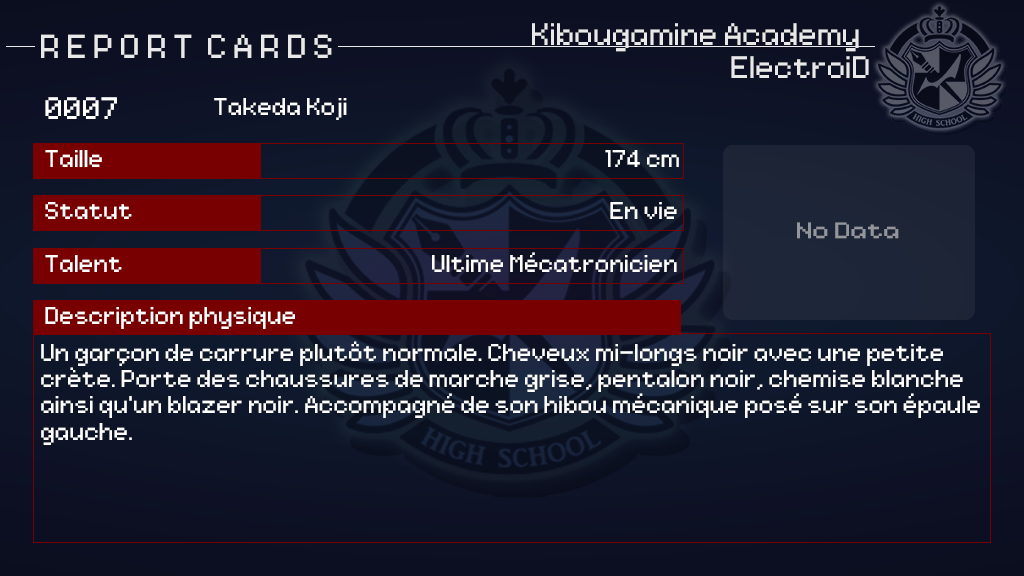 REPORT CARDS
Kibougamine Academy
ElectroiD
HIGH SCHOOL
0007
Takeda Koji
Taille
174 cm
Statut
En vie
No Data
Talent
Ultime Mécatronicien
Description physique
Un garçon de carrure plutôt normale. Cheveux mi-longs noir avec une petite
crète. Porte des chaussures de marche grise, pentalon noir, chemise blanche
ainsi qu'un blazer noir. Accompagné de son hibou mécanique posé sur son épaule
gauche.
HIGH SCHOOL